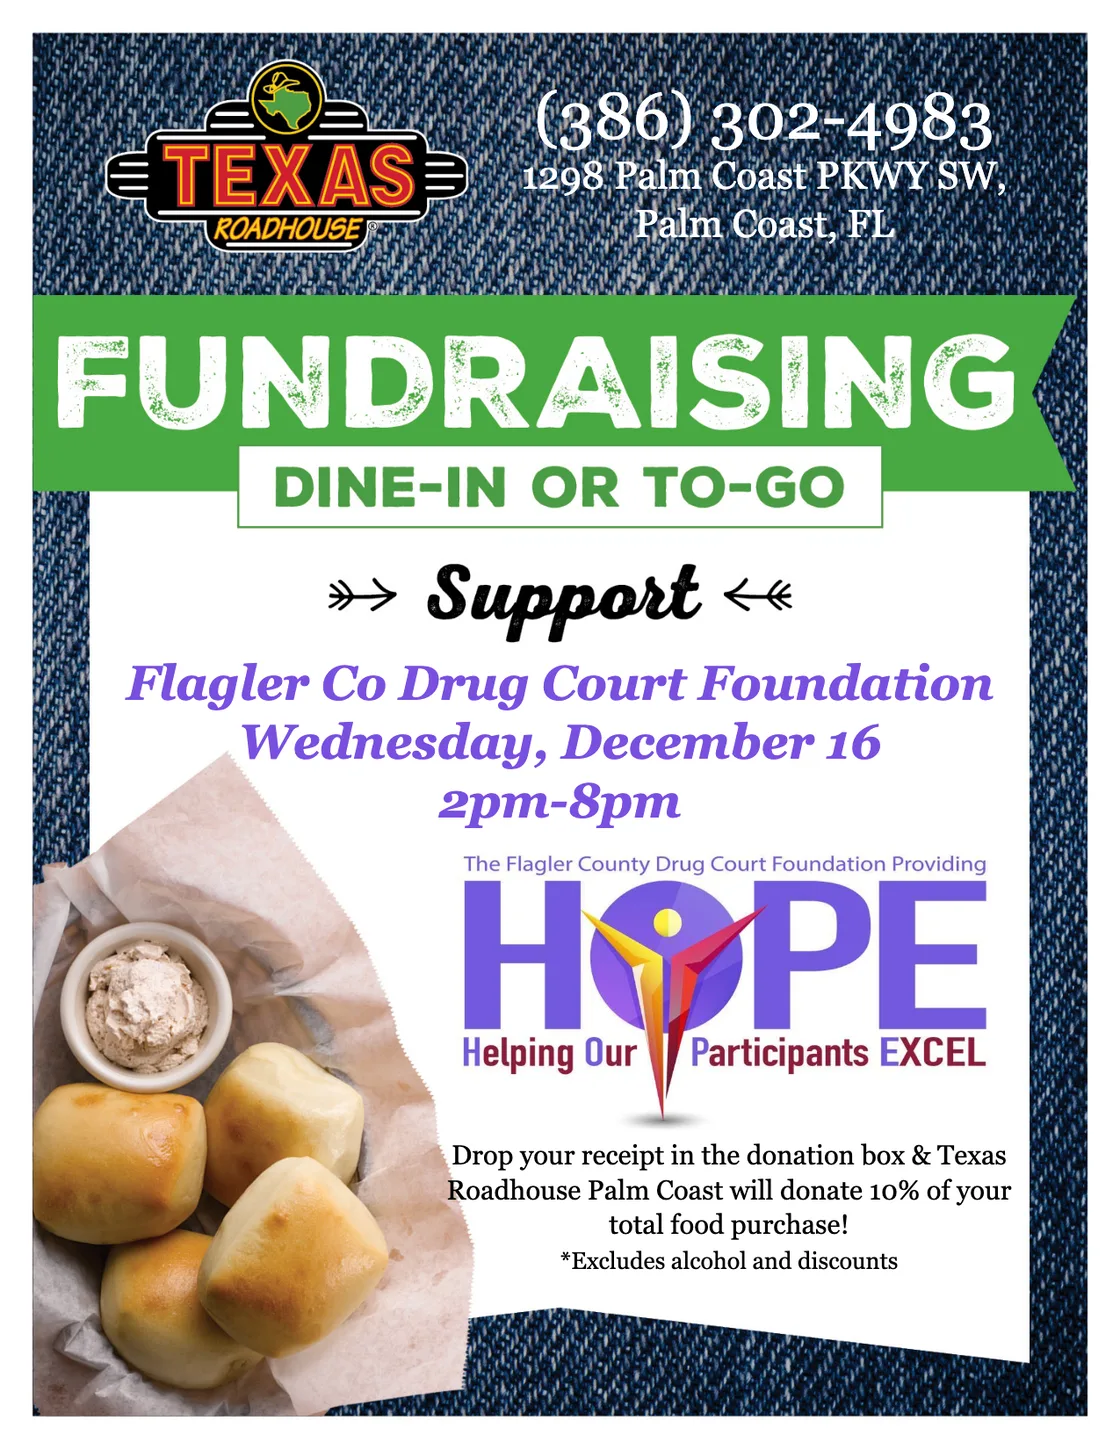 TEXAS
ROADHOUSE®
(386) 302-4983
1298 Palm Coast PKWY SW,
Palm Coast, FL
FUNDRAISING
DINE-IN OR TO-GO
Support
Flagler Co Drug Court Foundation
Wednesday, December 16
2pm-8pm
The Flagler County Drug Court Foundation Providing
HOPE
Helping Our Participants EXCEL
Drop your receipt in the donation box & Texas
Roadhouse Palm Coast will donate 10% of your
total food purchase!
*Excludes alcohol and discounts